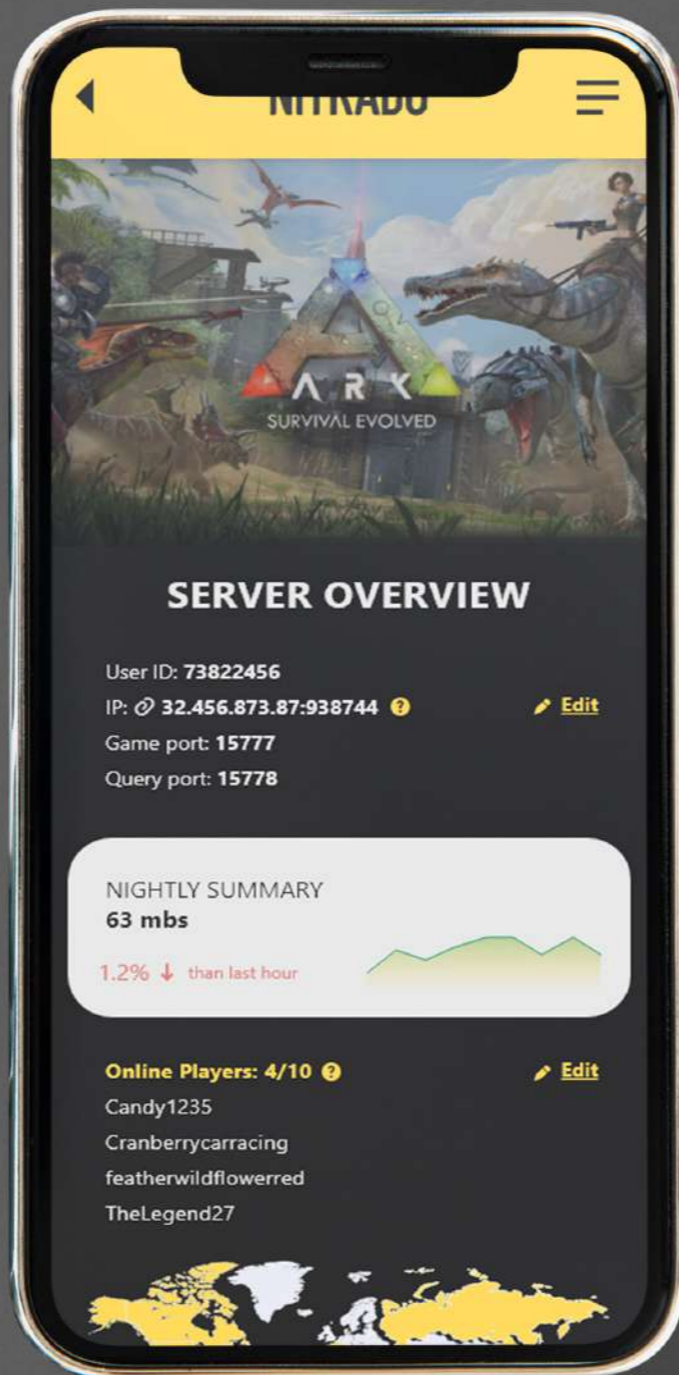 NITRADO
ARK
SURVIVAL EVOLVED
SERVER OVERVIEW
User ID: 73822456
IP: 32.456.873.87:938744 ?
Edit
Game port: 15777
Query port: 15778
NIGHTLY SUMMARY
63 mbs
1.2% ↓ than last hour
Online Players: 4/10 ?
Edit
Candy1235
Cranberrycarracing
featherwildflowerred
TheLegend27